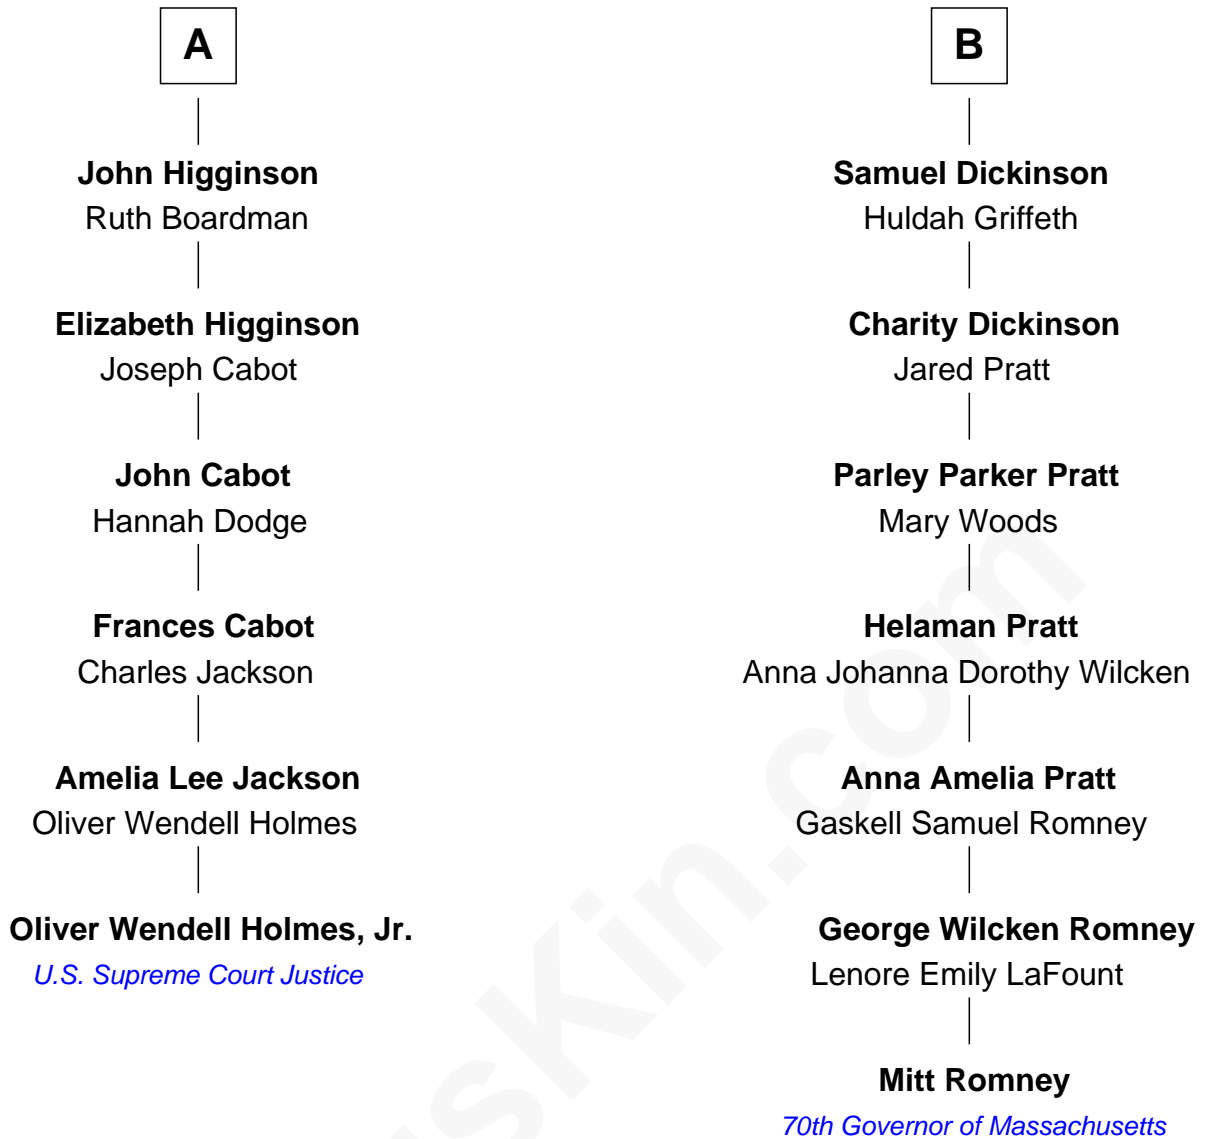 A
John Higginson
Ruth Boardman
Elizabeth Higginson
Joseph Cabot
John Cabot
Hannah Dodge
Frances Cabot
Charles Jackson
Amelia Lee Jackson
Oliver Wendell Holmes
Oliver Wendell Holmes, Jr.
U.S. Supreme Court Justice
B
Samuel Dickinson
Huldah Griffeth
Charity Dickinson
Jared Pratt
Parley Parker Pratt
Mary Woods
Helaman Pratt
Anna Johanna Dorothy Wilcken
Anna Amelia Pratt
Gaskell Samuel Romney
George Wilcken Romney
Lenore Emily LaFount
Mitt Romney
70th Governor of Massachusetts